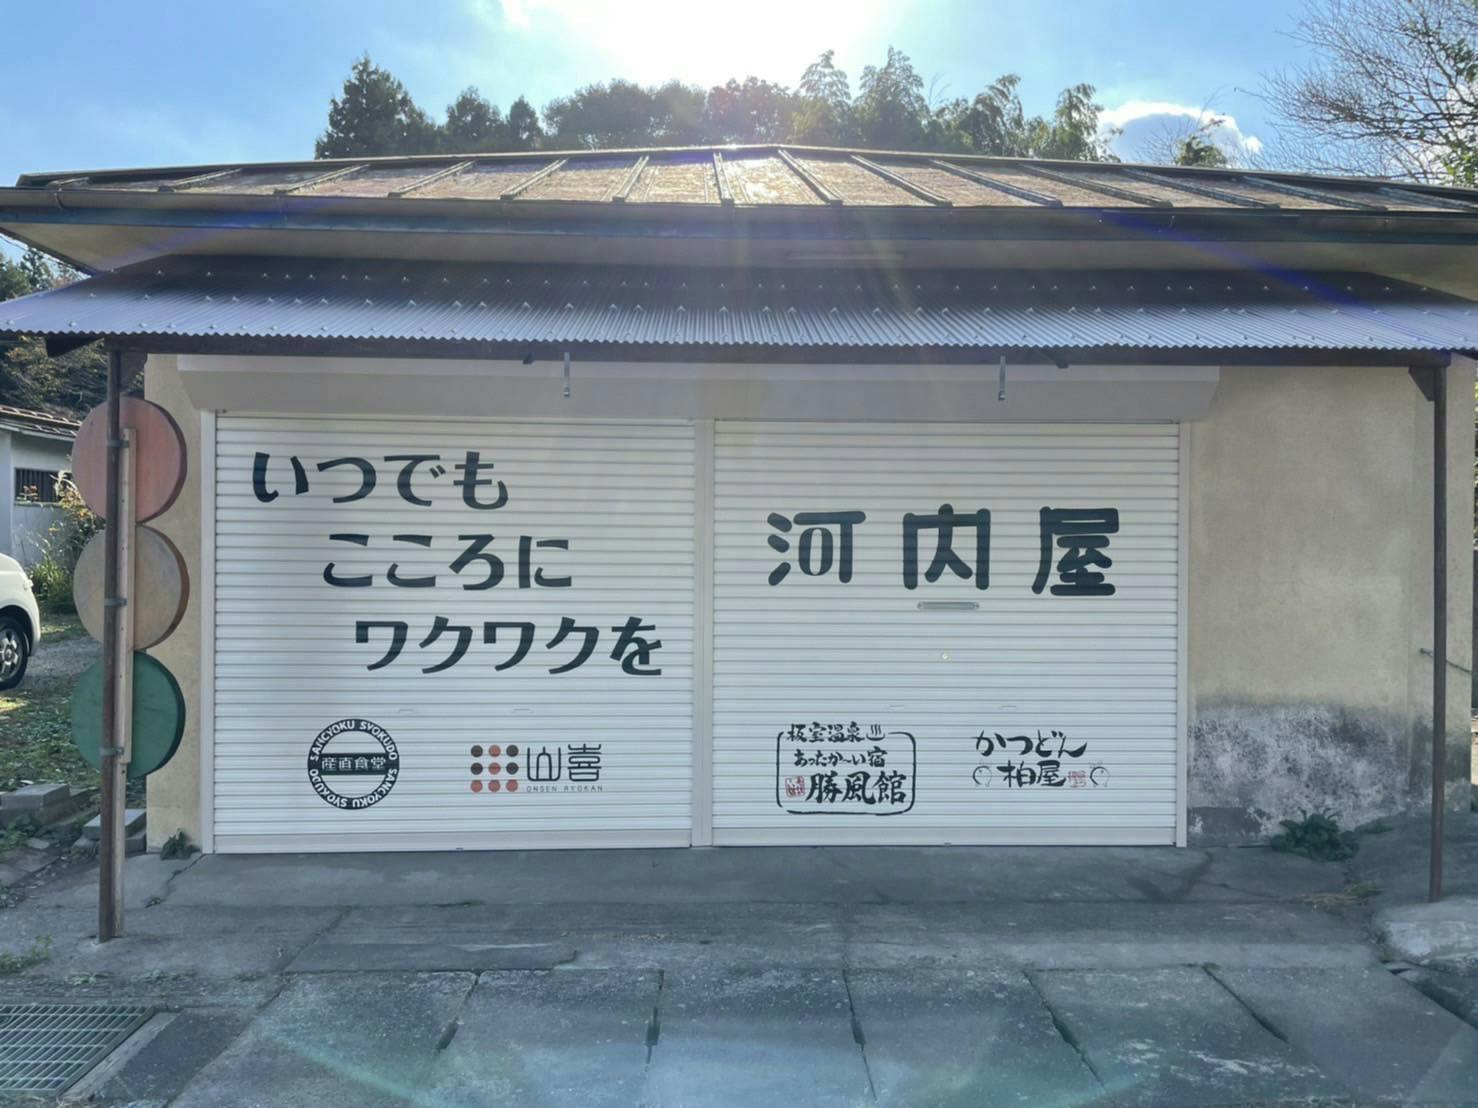 いつでも
こころに
ワクワクを
河内屋
SANCYOKU SYOKUDO
産直食堂
SANCYOKU SYOKUDO
山喜
ONSEN RYOKAN
板室温泉♨
あったか〜い宿
勝風館
かつどん
柏屋